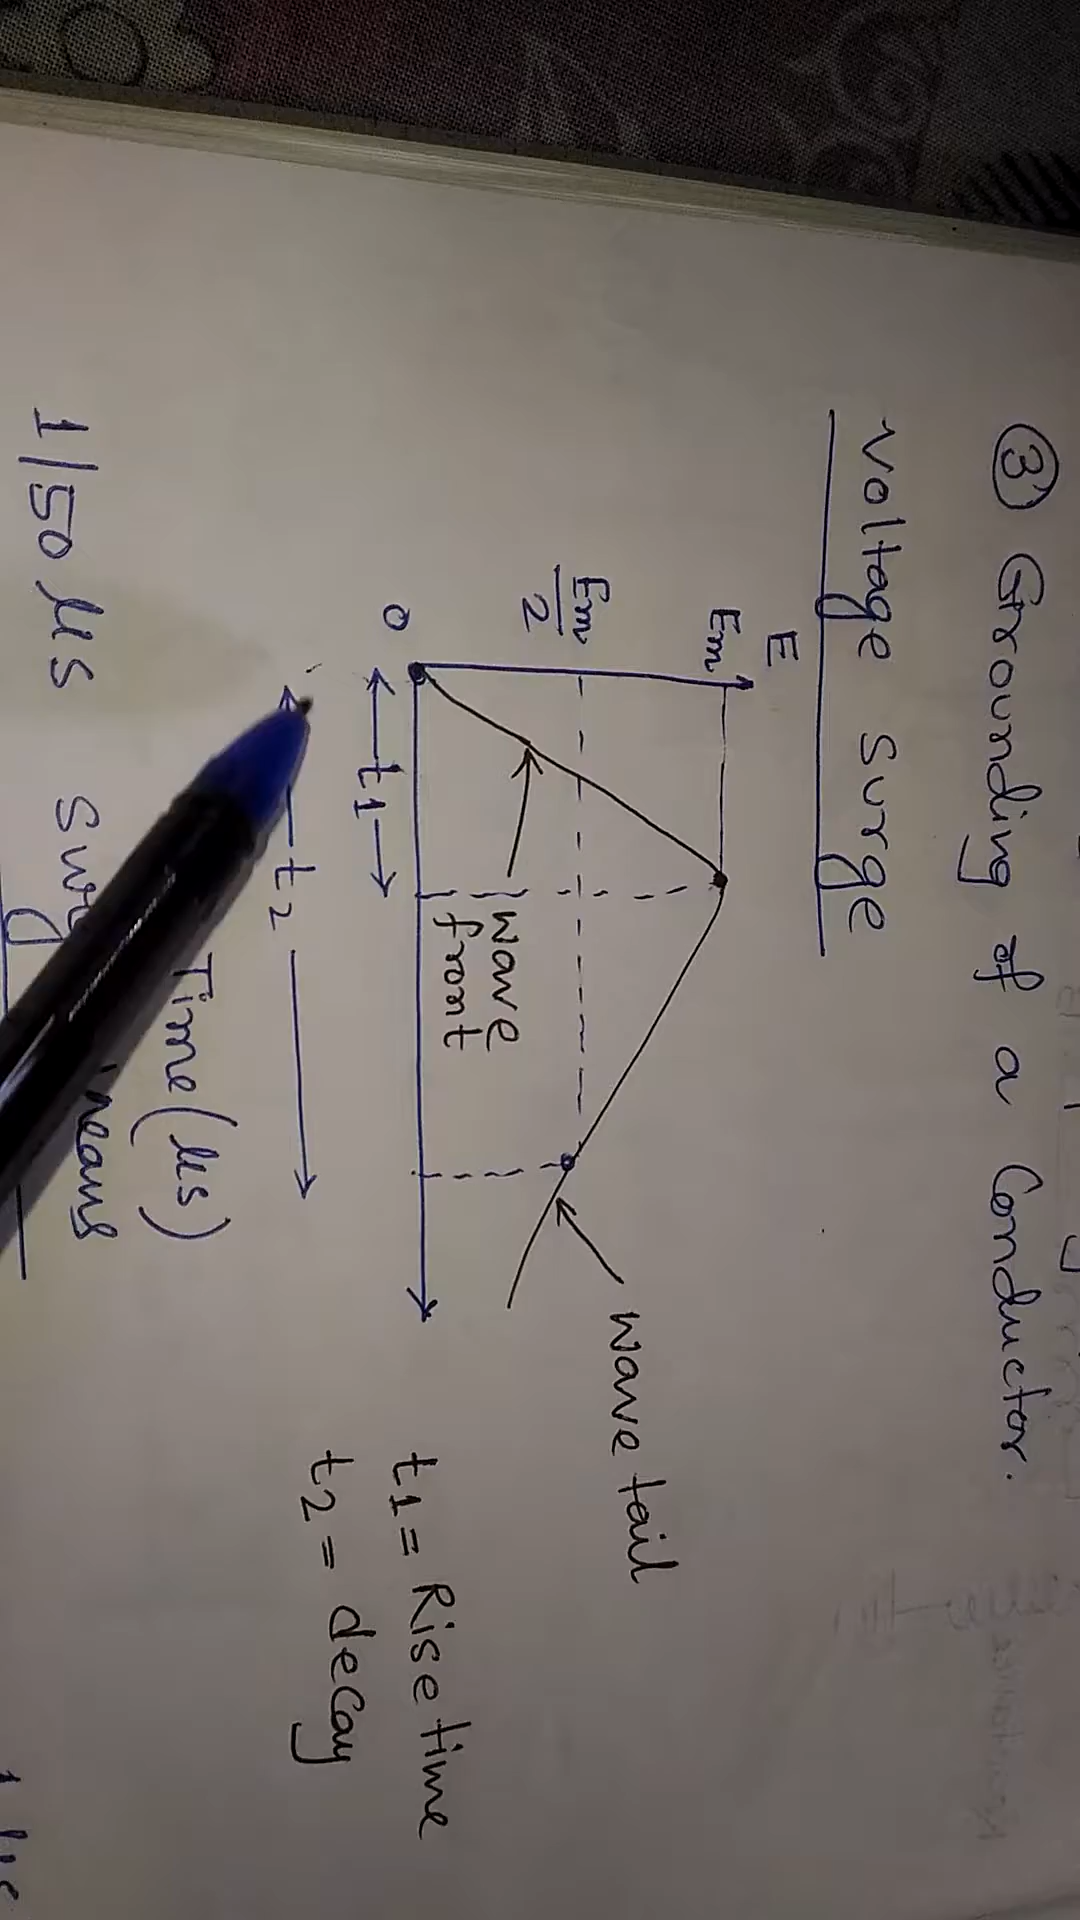 ③ Grounding of a Conductor.
Voltage Surge
E
Em
Em
2
0
wave tail
wave
front
t1
t2
t1 = Rise time
t2 = decay
Time (μs)
1/50 μs surg means